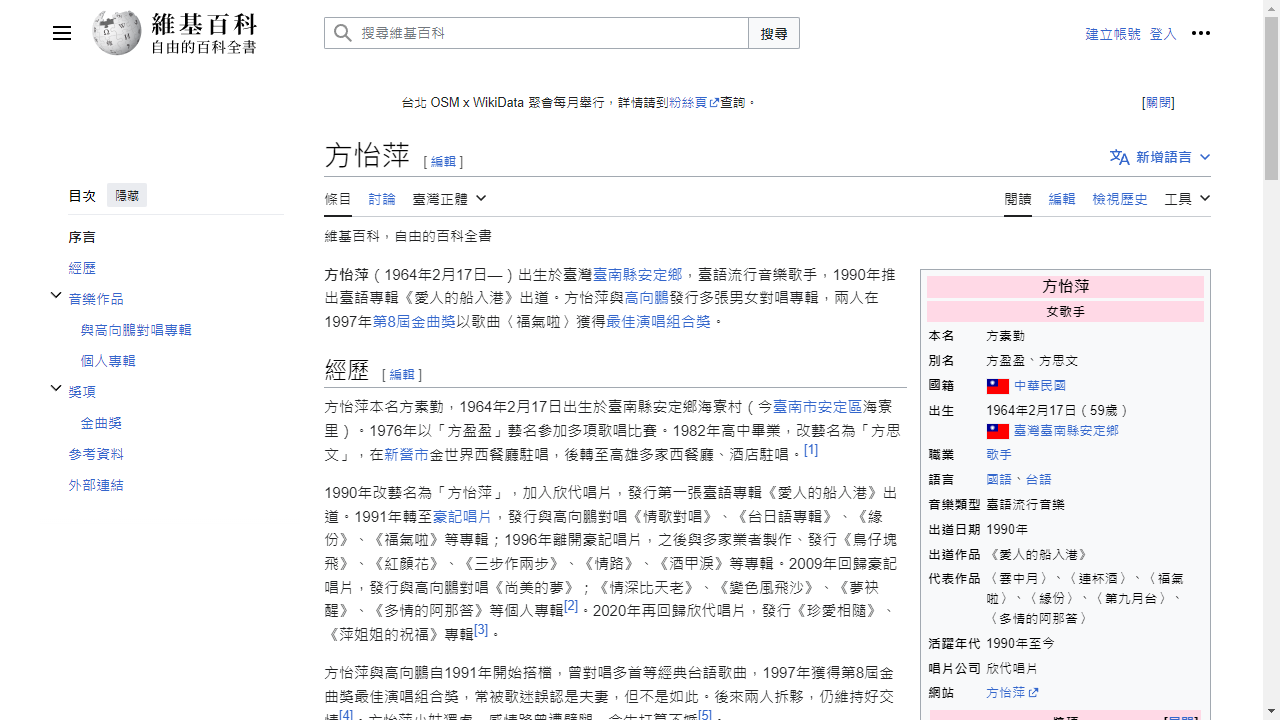 維基百科
自由的百科全書
搜尋維基百科
搜尋
建立帳號 登入
台北 OSM x WikiData 聚會每月舉行，詳情請到粉絲頁查詢。
[關閉]
目次 隱藏
序言
經歷
音樂作品
與高向鵬對唱專輯
個人專輯
獎項
金曲獎
參考資料
外部連結
方怡萍 [ 編輯 ]
新增語言
條目 討論 臺灣正體
閱讀 編輯 檢視歷史 工具
維基百科，自由的百科全書
方怡萍（1964年2月17日—）出生於臺灣臺南縣安定鄉，臺語流行音樂歌手，1990年推
出臺語專輯《愛人的船入港》出道。方怡萍與高向鵬發行多張男女對唱專輯，兩人在
1997年第8屆金曲獎以歌曲〈福氣啦〉獲得最佳演唱組合獎。
經歷 [ 編輯 ]
方怡萍本名方素勤，1964年2月17日出生於臺南縣安定鄉海寮村（今臺南市安定區海寮
里）。1976年以「方盈盈」藝名參加多項歌唱比賽。1982年高中畢業，改藝名為「方思
文」，在新營市金世界西餐廳駐唱，後轉至高雄多家西餐廳、酒店駐唱。[1]
1990年改藝名為「方怡萍」，加入欣代唱片，發行第一張臺語專輯《愛人的船入港》出
道。1991年轉至豪記唱片，發行與高向鵬對唱《情歌對唱》、《台日語專輯》、《緣
份》、《福氣啦》等專輯；1996年離開豪記唱片，之後與多家業者製作、發行《鳥仔塊
飛》、《紅顏花》、《三步作兩步》、《情路》、《酒甲淚》等專輯。2009年回歸豪記
唱片，發行與高向鵬對唱《尚美的夢》；《情深比天老》、《變色風飛沙》、《夢袂
醒》、《多情的阿那答》等個人專輯[2]。2020年再回歸欣代唱片，發行《珍愛相隨》、
《萍姐姐的祝福》專輯[3]。
方怡萍與高向鵬自1991年開始搭檔，曾對唱多首等經典台語歌曲，1997年獲得第8屆金
曲獎最佳演唱組合獎，常被歌迷誤認是夫妻，但不是如此。後來兩人拆夥，仍維持好交
情[4]。方怡萍小姑獨處，感情路曾遭劈腿，今生打算不婚[5]。
方怡萍
女歌手
本名 方素勤
別名 方盈盈、方思文
國籍 中華民國
出生 1964年2月17日（59歲）
臺灣臺南縣安定鄉
職業 歌手
語言 國語、台語
音樂類型 臺語流行音樂
出道日期 1990年
出道作品 《愛人的船入港》
代表作品 〈雲中月〉、〈連杯酒〉、〈福氣
啦〉、〈緣份〉、〈第九月台〉、
〈多情的阿那答〉
活躍年代 1990年至今
唱片公司 欣代唱片
網站 方怡萍
獎項 [展開]